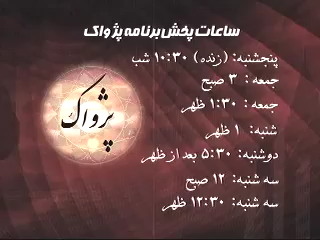 ساعات پخش برنامه پژواک
پنجشنبه: (زنده) ۱۰:۳۰ شب
جمعه : ۳ صبح
جمعه : ۱:۳۰ ظهر
شنبه: ۱ ظهر
دوشنبه: ۵:۳۰ بعد از ظهر
سه شنبه: ۱۲ صبح
سه شنبه: ۱۲:۳۰ ظهر
پژواک